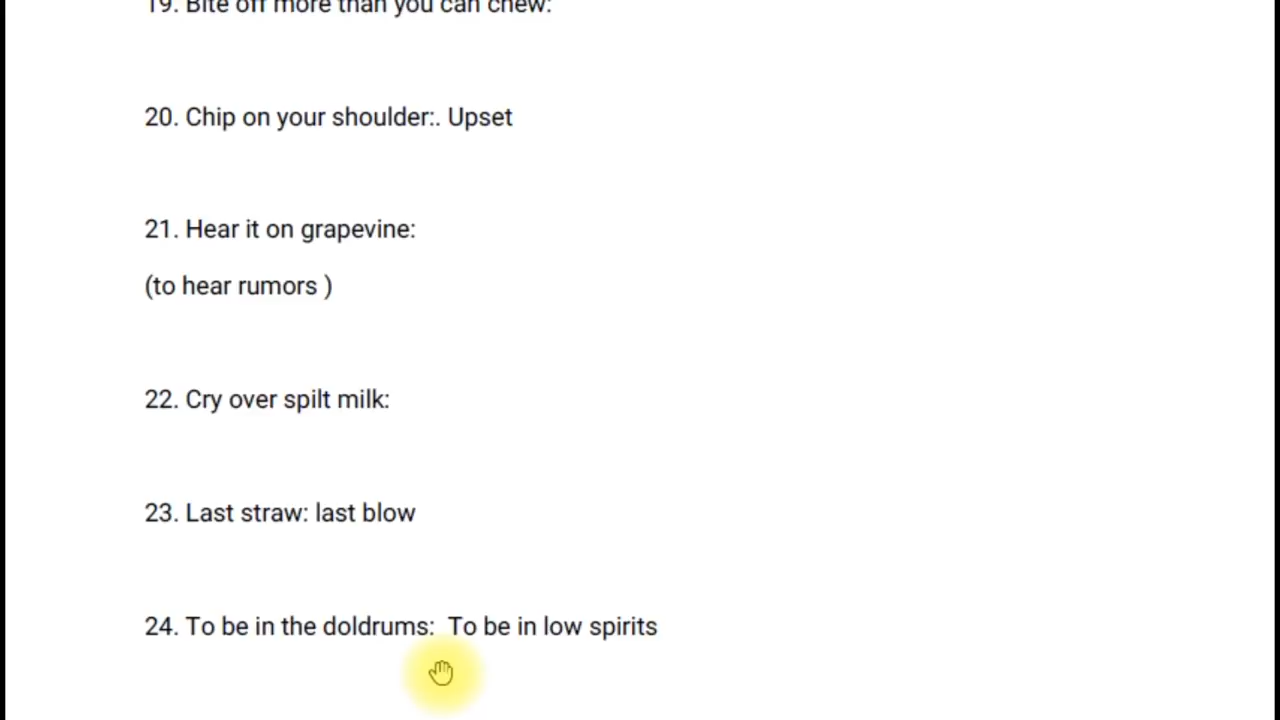 19. Bite off more than you can chew:
20. Chip on your shoulder:. Upset
21. Hear it on grapevine:
(to hear rumors )
22. Cry over spilt milk:
23. Last straw: last blow
24. To be in the doldrums:  To be in low spirits